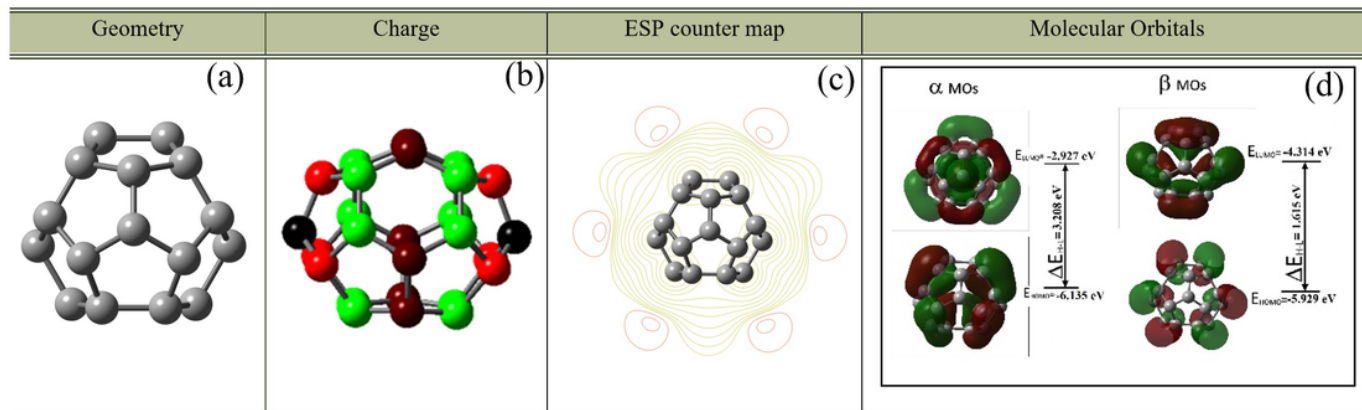 Geometry
Charge
ESP counter map
Molecular Orbitals
(a)
(b)
(c)
(d)
α MOs
β MOs
E_LUMO= -2.927 eV
ΔE_H-L= 3.208 eV
E_HOMO= -6.135 eV
E_LUMO= -4.314 eV
ΔE_H-L= 1.615 eV
E_HOMO=-5.929 eV